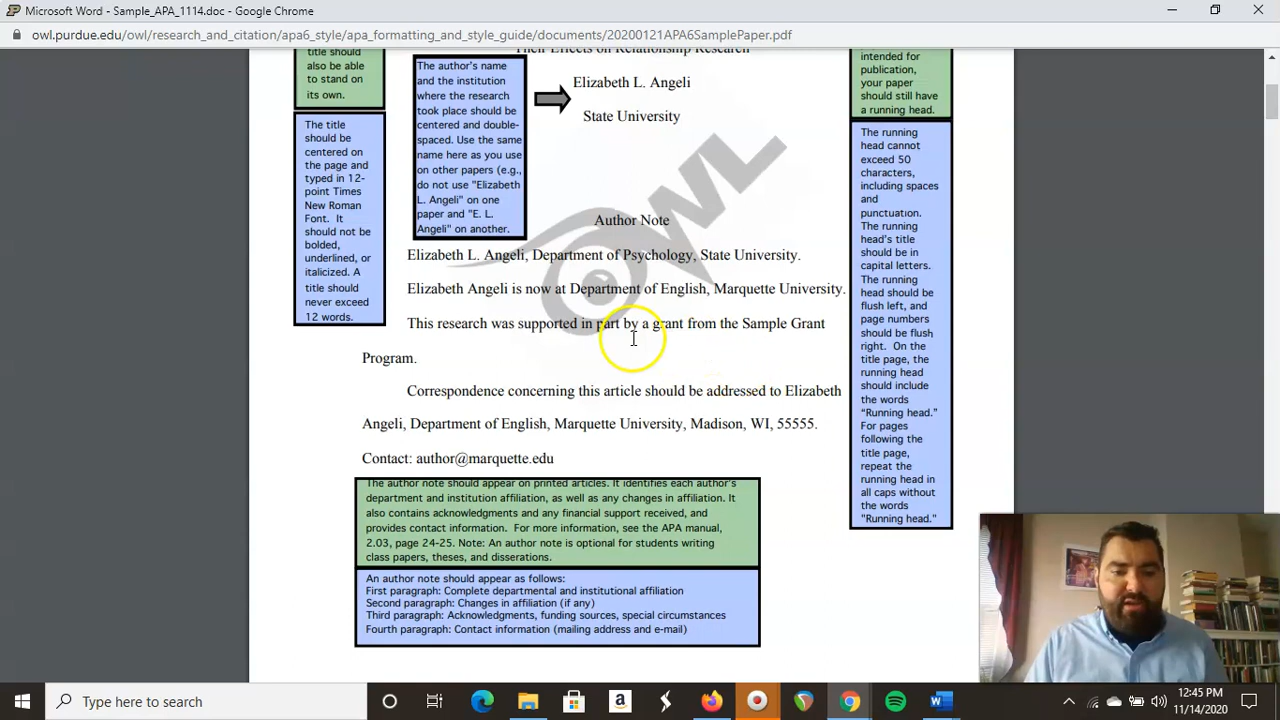 Microsoft Word - Sample_APA_1114.doc - Google Chrome
owl.purdue.edu/owl/research_and_citation/apa6_style/apa_formatting_and_style_guide/documents/20200121APA6SamplePaper.pdf
title should
also be able
to stand on
its own.
The title
should be
centered on
the page and
typed in 12-
point Times
New Roman
Font. It
should not be
bolded,
underlined, or
italicized. A
title should
never exceed
12 words.
The author's name
and the institution
where the research
took place should be
centered and double-
spaced. Use the same
name here as you use
on other papers (e.g.,
do not use "Elizabeth
L. Angeli" on one
paper and "E. L.
Angeli" on another.
Their Effects on Relationship Research
Elizabeth L. Angeli
State University
OWL
Author Note
Elizabeth L. Angeli, Department of Psychology, State University.
Elizabeth Angeli is now at Department of English, Marquette University.
This research was supported in part by a grant from the Sample Grant
Program.
Correspondence concerning this article should be addressed to Elizabeth
Angeli, Department of English, Marquette University, Madison, WI, 55555.
Contact: author@marquette.edu
The author note should appear on printed articles. It identifies each author's
department and institution affiliation, as well as any changes in affiliation. It
also contains acknowledgments and any financial support received, and
provides contact information. For more information, see the APA manual,
2.03, page 24-25. Note: An author note is optional for students writing
class papers, theses, and disserations.
An author note should appear as follows:
First paragraph: Complete departmental and institutional affiliation
Second paragraph: Changes in affiliation (if any)
Third paragraph: Acknowledgments, funding sources, special circumstances
Fourth paragraph: Contact information (mailing address and e-mail)
intended for
publication,
your paper
should still have
a running head.
The running
head cannot
exceed 50
characters,
including spaces
and
punctuation.
The running
head's title
should be in
capital letters.
The running
head should be
flush left, and
page numbers
should be flush
right. On the
title page, the
running head
should include
the words
"Running head."
For pages
following the
title page,
repeat the
running head in
all caps without
the words
"Running head."
Type here to search
12:45 PM
11/14/2020